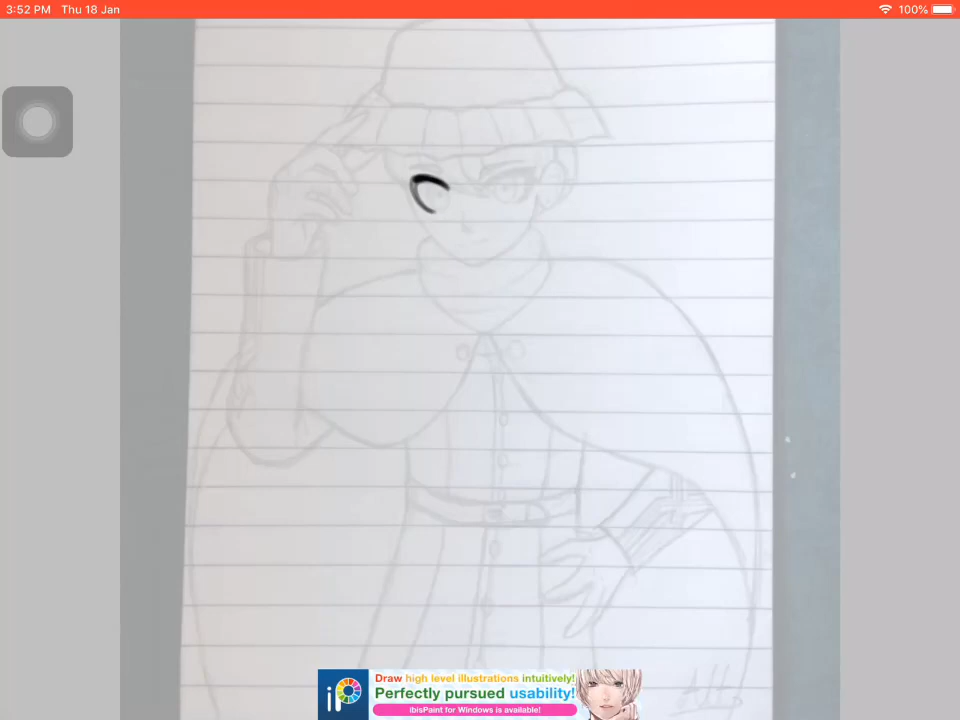 3:52 PM Thu 18 Jan 100%
Draw high level illustrations intuitively!
Perfectly pursued usability!
ibisPaint for Windows is available!